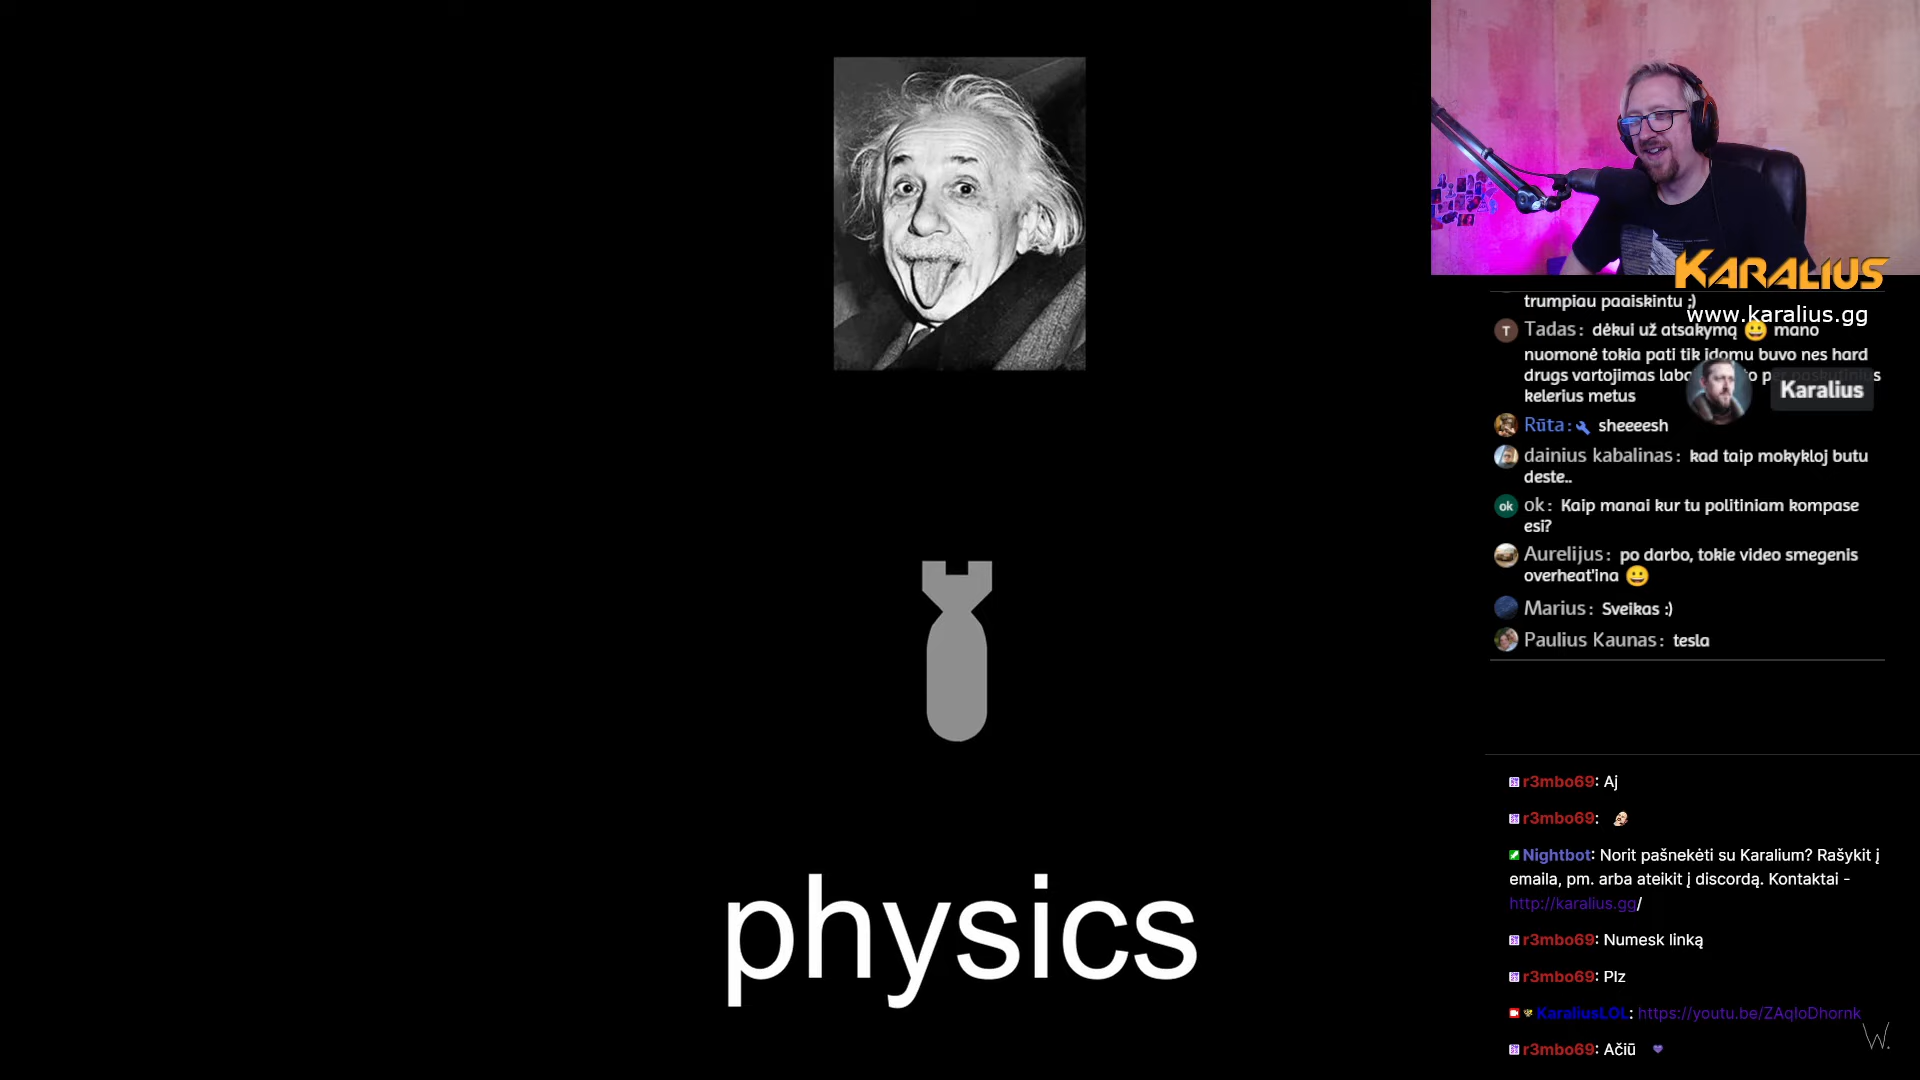 KARALIUS
www.karalius.gg
trumpiau paaiskintu ;)
T Tadas: dėkui už atsakymą 😀 mano
nuomonė tokia pati tik įdomu buvo nes hard
drugs vartojimas
kelerius metus
Karalius
Rūta: sheeeesh
dainius kabalinas: kad taip mokykloj butu
deste..
ok ok: Kaip manai kur tu politiniam kompase
esi?
Aurelijus: po darbo, tokie video smegenis
overheat'ina 😀
Marius: Sveikas :)
Paulius Kaunas: tesla
physics
r3mbo69: Aj
r3mbo69:
Nightbot: Norit pašnekėti su Karalium? Rašykit į
emaila, pm. arba ateikit į discordą. Kontaktai -
http://karalius.gg/
r3mbo69: Numesk linką
r3mbo69: Plz
KaraliusLOL: https://youtu.be/ZAqIoDhornk
r3mbo69: Ačiū 💜
W.